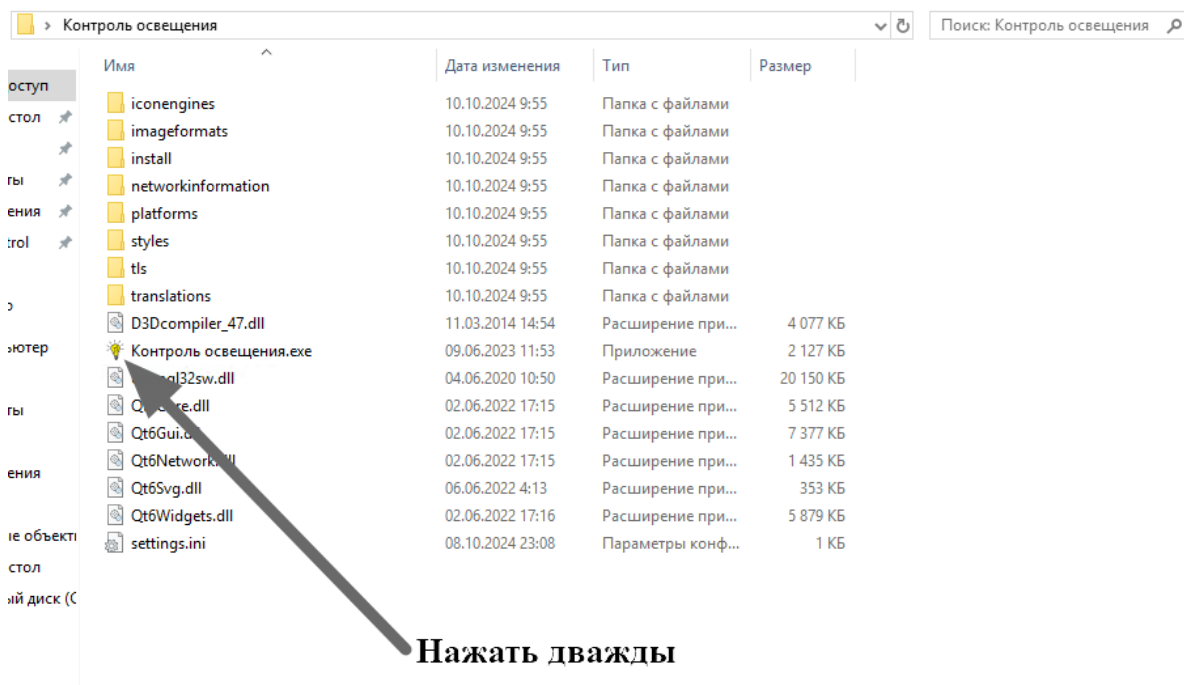 Контроль освещения Поиск: Контроль освещения
Имя Дата изменения Тип Размер
iconengines 10.10.2024 9:55 Папка с файлами
imageformats 10.10.2024 9:55 Папка с файлами
install 10.10.2024 9:55 Папка с файлами
networkinformation 10.10.2024 9:55 Папка с файлами
platforms 10.10.2024 9:55 Папка с файлами
styles 10.10.2024 9:55 Папка с файлами
tls 10.10.2024 9:55 Папка с файлами
translations 10.10.2024 9:55 Папка с файлами
D3Dcompiler_47.dll 11.03.2014 14:54 Расширение при... 4 077 КБ
Контроль освещения.exe 09.06.2023 11:53 Приложение 2 127 КБ
04.06.2020 10:50 Расширение при... 20 150 КБ
02.06.2022 17:15 Расширение при... 5 512 КБ
02.06.2022 17:15 Расширение при... 7 377 КБ
02.06.2022 17:15 Расширение при... 1 435 КБ
Qt6Svg.dll 06.06.2022 4:13 Расширение при... 353 КБ
Qt6Widgets.dll 02.06.2022 17:16 Расширение при... 5 879 КБ
settings.ini 08.10.2024 23:08 Параметры конф... 1 КБ
оступ
стол
ты
ения
trol
ьютер
ты
ения
ые объекты
стол
ый диск (C
Нажать дважды